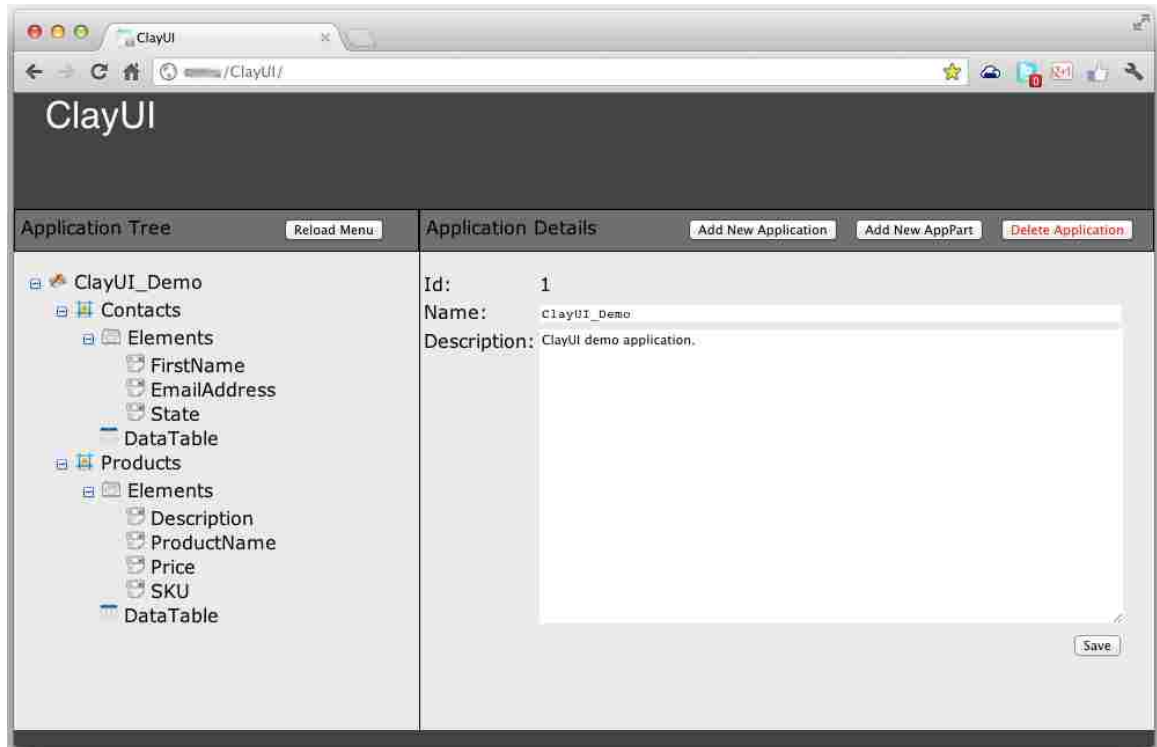 ClayUI
/ClayUI/
ClayUI
Application Tree
Reload Menu
Application Details
Add New Application
Add New AppPart
Delete Application
ClayUI_Demo
Contacts
Elements
FirstName
EmailAddress
State
DataTable
Products
Elements
Description
ProductName
Price
SKU
DataTable
Id: 1
Name: ClayUI_Demo
Description: ClayUI demo application.
Save